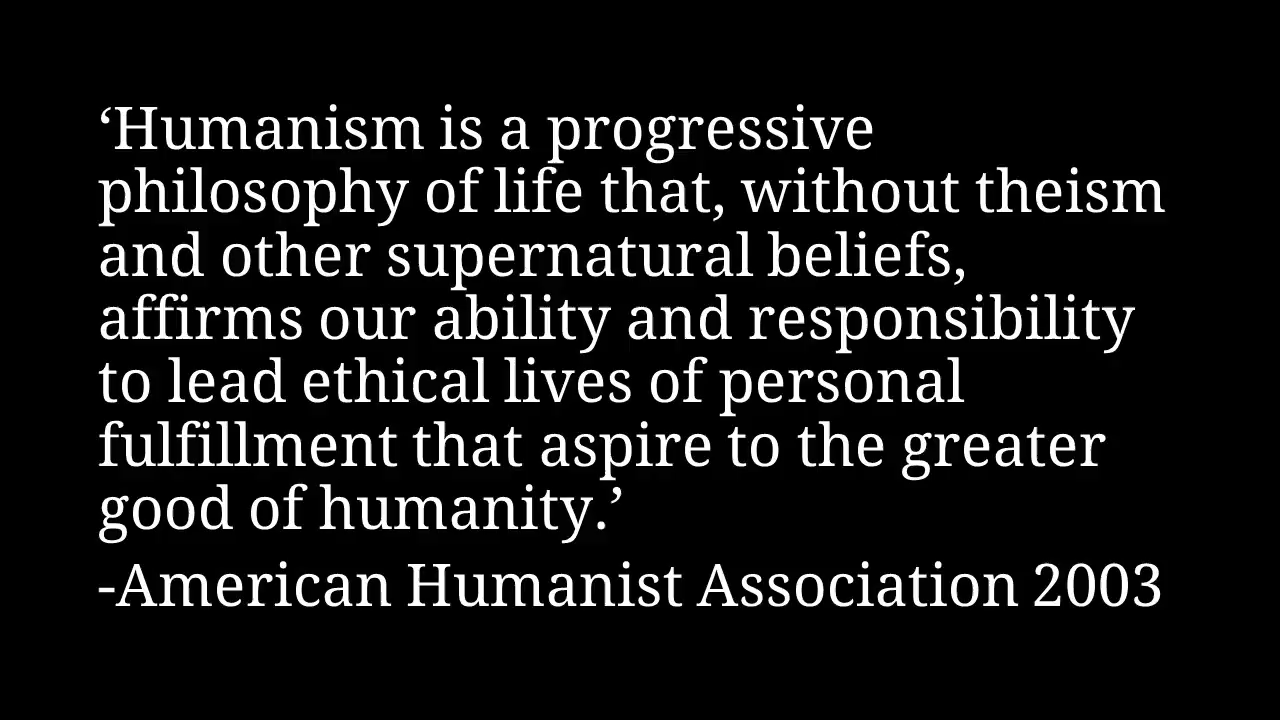 ‘Humanism is a progressive
philosophy of life that, without theism
and other supernatural beliefs,
affirms our ability and responsibility
to lead ethical lives of personal
fulfillment that aspire to the greater
good of humanity.’
-American Humanist Association 2003